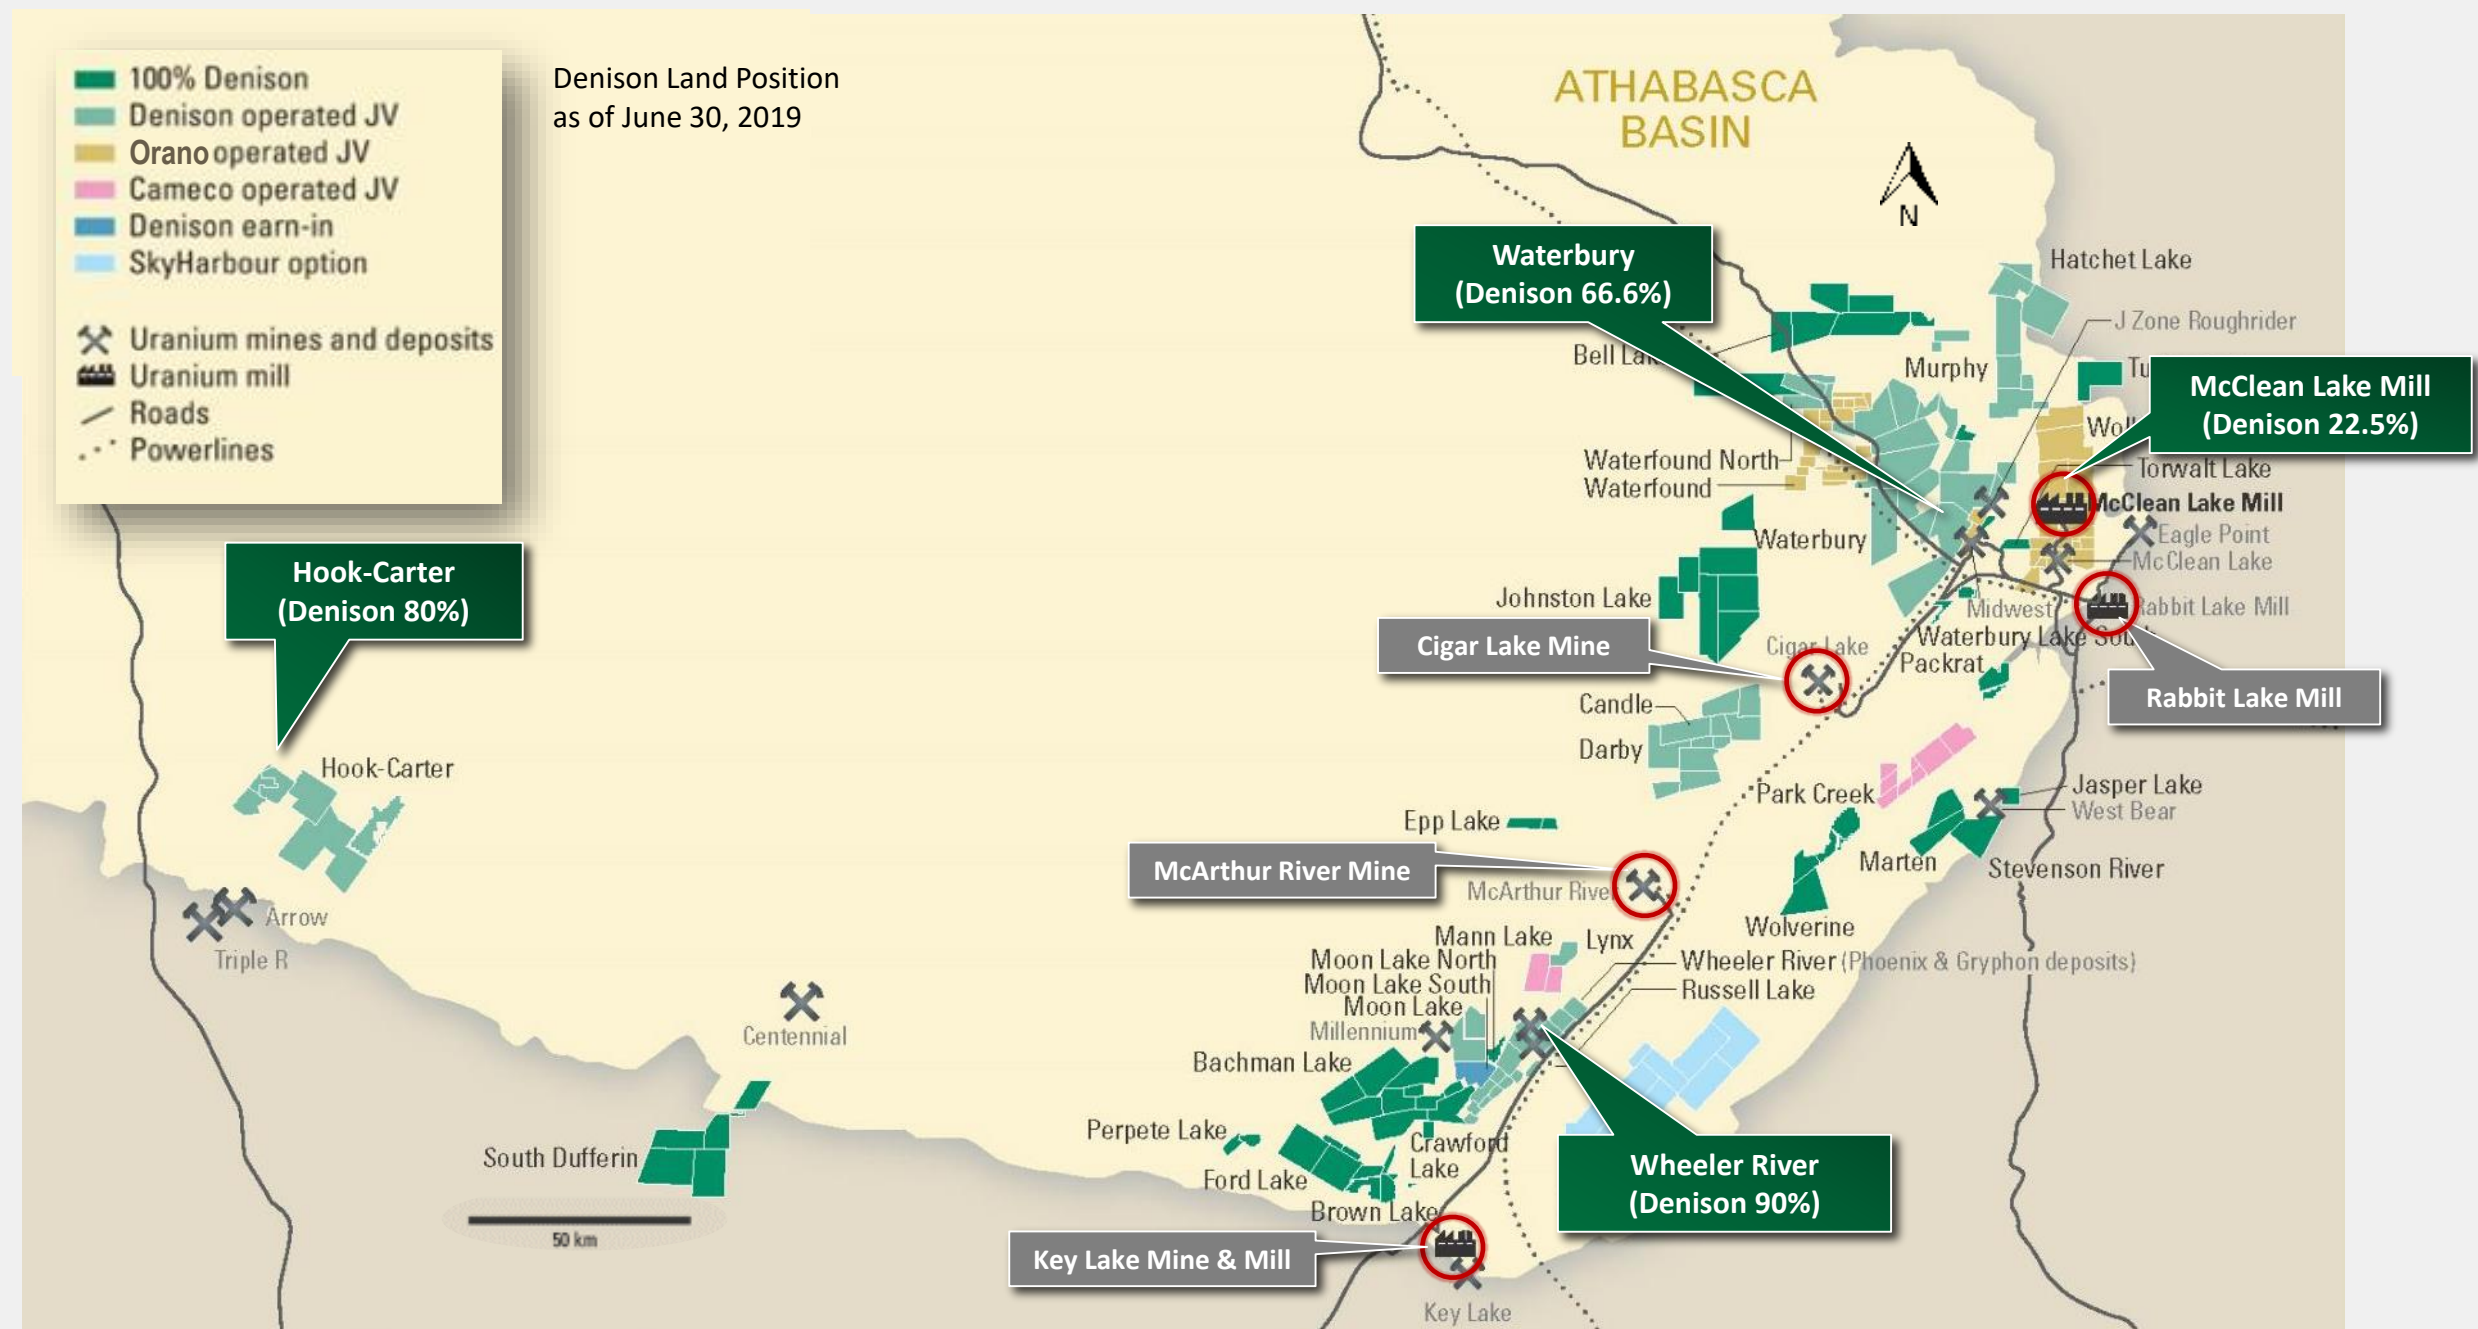 100% Denison
Denison operated JV
Orano operated JV
Cameco operated JV
Denison earn-in
SkyHarbour option
Uranium mines and deposits
Uranium mill
Roads
Powerlines
Denison Land Position
as of June 30, 2019
ATHABASCA
BASIN
N
Waterbury
(Denison 66.6%)
Hatchet Lake
J Zone Roughrider
Bell
Murphy
McClean Lake Mill
(Denison 22.5%)
Waterfound North
Waterfound
Torwalt Lake
McClean Lake Mill
Eagle Point
McClean Lake
Waterbury
Hook-Carter
(Denison 80%)
Johnston Lake
Midwest
Rabbit Lake Mill
Cigar Lake Mine
Cigar Lake
Waterbury Lake South
Packrat
Rabbit Lake Mill
Candle
Darby
Hook-Carter
Park Creek
Jasper Lake
West Bear
Epp Lake
McArthur River Mine
McArthur River
Marten
Stevenson River
Arrow
Triple R
Wolverine
Mann Lake
Lynx
Moon Lake North
Wheeler River (Phoenix & Gryphon deposits)
Moon Lake South
Russell Lake
Moon Lake
Millennium
Centennial
Bachman Lake
Perpete Lake
Crawford
Lake
South Dufferin
Ford Lake
Wheeler River
(Denison 90%)
Brown Lake
50 km
Key Lake Mine & Mill
Key Lake